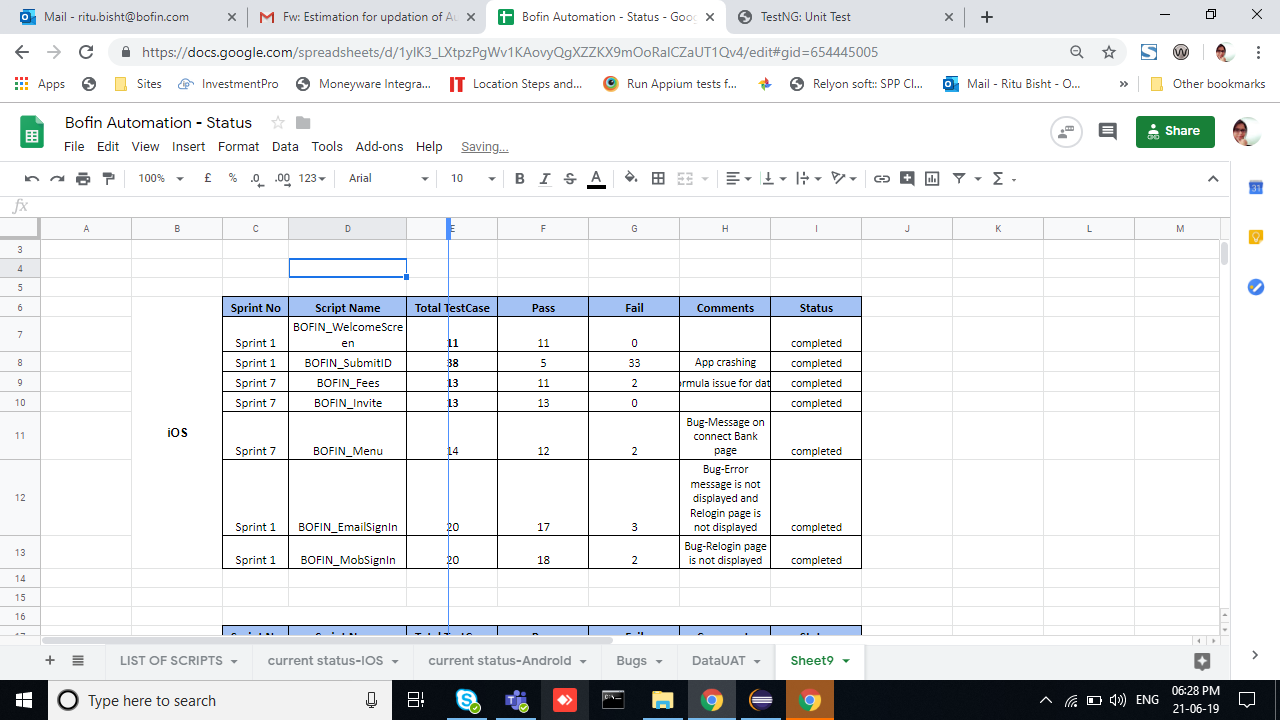 Mail - ritu.bisht@bofin.com
Fw: Estimation for updation of Au
Bofin Automation - Status - Goog
TestNG: Unit Test
https://docs.google.com/spreadsheets/d/1ylK3_LXtpzPgWv1KAovyQgXZZKX9mOoRaICZaUT1Qv4/edit#gid=654445005
Apps
Sites
InvestmentPro
Moneyware Integra...
Location Steps and...
Run Appium tests f...
Relyon soft:: SPP Cl...
Mail - Ritu Bisht - O...
Other bookmarks
Bofin Automation - Status
Share
File Edit View Insert Format Data Tools Add-ons Help Saving...
100% £ % .0 .00 123 Arial 10 B I S A Σ
fx
A B C D E F G H I J K L M
3
4
5
6 Sprint No Script Name Total TestCase Pass Fail Comments Status
7 Sprint 1 BOFIN_WelcomeScre
en 11 11 0 completed
8 Sprint 1 BOFIN_SubmitID 38 5 33 App crashing completed
9 Sprint 7 BOFIN_Fees 13 11 2 ormula issue for dat completed
10 Sprint 7 BOFIN_Invite 13 13 0 completed
iOS
11 Sprint 7 BOFIN_Menu 14 12 2 Bug-Message on
connect Bank
page completed
12 Sprint 1 BOFIN_EmailSignIn 20 17 3 Bug-Error
message is not
displayed and
Relogin page is
not displayed completed
13 Sprint 1 BOFIN_MobSignIn 20 18 2 Bug-Relogin page
is not displayed completed
14
15
16
LIST OF SCRIPTS
current status-IOS
current status-Android
Bugs
DataUAT
Sheet9
Type here to search
ENG
06:28 PM
21-06-19